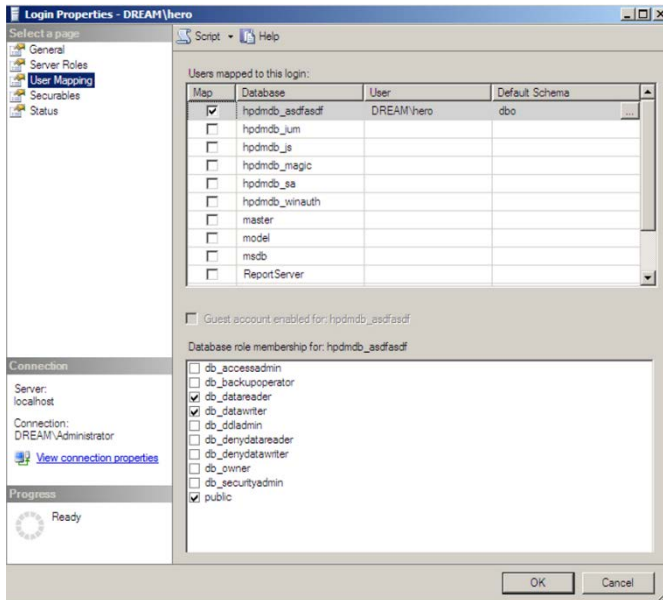 Login Properties - DREAM\hero
Select a page
General
Server Roles
User Mapping
Securables
Status
Script Help
Users mapped to this login:
Map Database User Default Schema
hpdmdb_asdfasdf DREAM\hero dbo ...
hpdmdb_ium
hpdmdb_js
hpdmdb_magic
hpdmdb_sa
hpdmdb_winauth
master
model
msdb
ReportServer
Guest account enabled for: hpdmdb_asdfasdf
Database role membership for: hpdmdb_asdfasdf
db_accessadmin
db_backupoperator
db_datareader
db_datawriter
db_ddladmin
db_denydatareader
db_denydatawriter
db_owner
db_securityadmin
public
Connection
Server:
localhost
Connection:
DREAM\Administrator
View connection properties
Progress
Ready
OK Cancel